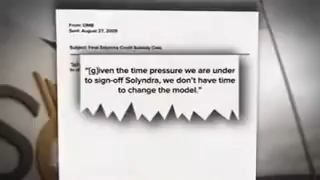 From: OMB
Sent: August 27, 2009
Subject: Final Solyndra Credit Subsidy Cost
"[g]iven the time pressure we are under
to sign-off Solyndra, we don't have time
to change the model."